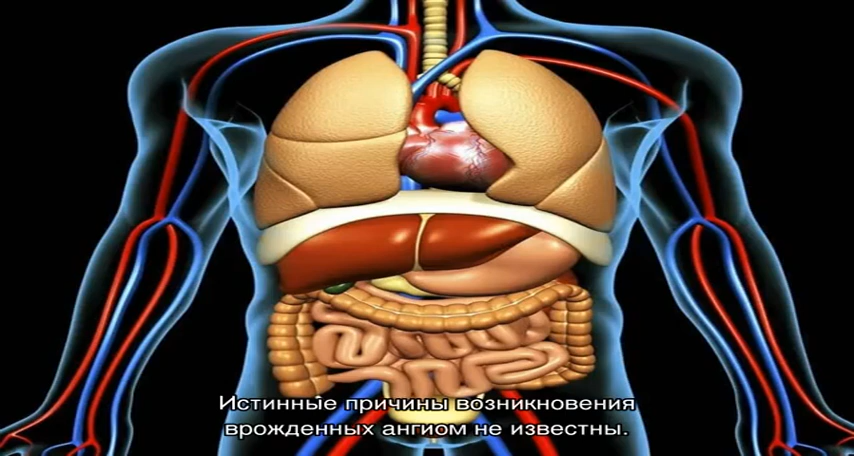 Истинные причины возникновения
врожденных ангиом не известны.